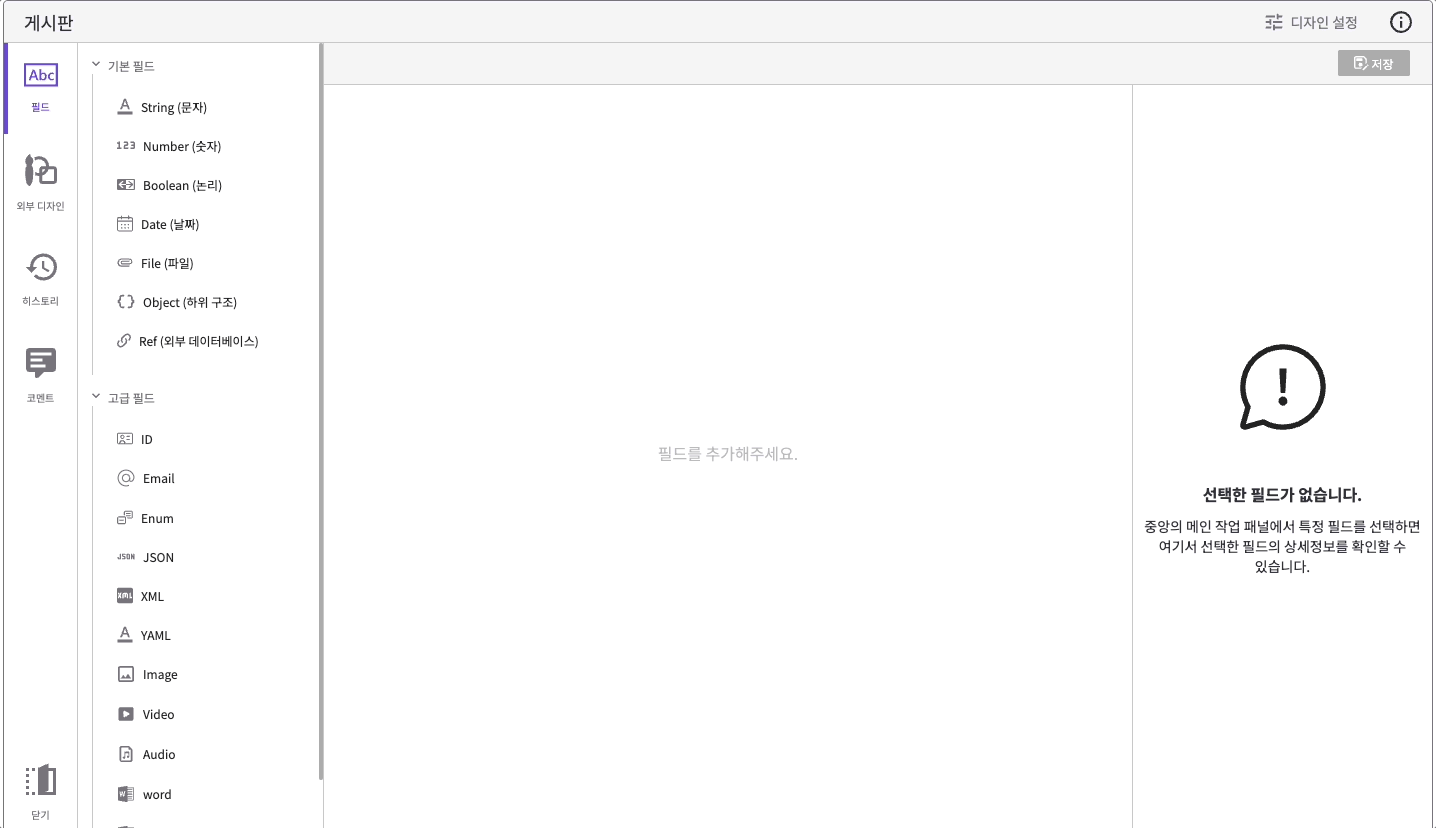 게시판
디자인 설정
Abc
필드
외부 디자인
히스토리
코멘트
닫기
기본 필드
String (문자)
123 Number (숫자)
Boolean (논리)
Date (날짜)
File (파일)
Object (하위 구조)
Ref (외부 데이터베이스)
고급 필드
ID
Email
Enum
JSON JSON
XML XML
YAML
Image
Video
Audio
word
저장
필드를 추가해주세요.
선택한 필드가 없습니다.
중앙의 메인 작업 패널에서 특정 필드를 선택하면
여기서 선택한 필드의 상세정보를 확인할 수
있습니다.